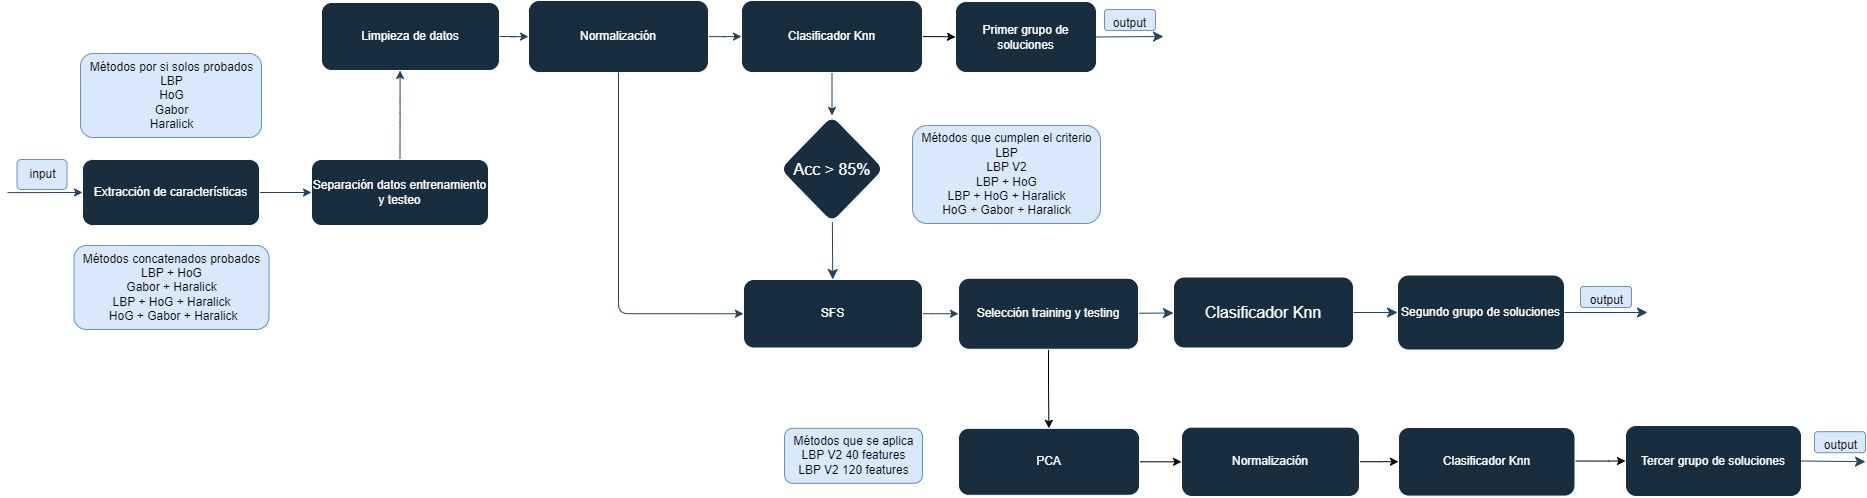 Limpieza de datos
Normalización
Clasificador Knn
Primer grupo de
soluciones
output
Métodos por si solos probados
LBP
HoG
Gabor
Haralick
input
Extracción de características
Separación datos entrenamiento
y testeo
Acc > 85%
Métodos que cumplen el criterio
LBP
LBP V2
LBP + HoG
LBP + HoG + Haralick
HoG + Gabor + Haralick
Métodos concatenados probados
LBP + HoG
Gabor + Haralick
LBP + HoG + Haralick
HoG + Gabor + Haralick
SFS
Selección training y testing
Clasificador Knn
Segundo grupo de soluciones
output
Métodos que se aplica
LBP V2 40 features
LBP V2 120 features
PCA
Normalización
Clasificador Knn
Tercer grupo de soluciones
output